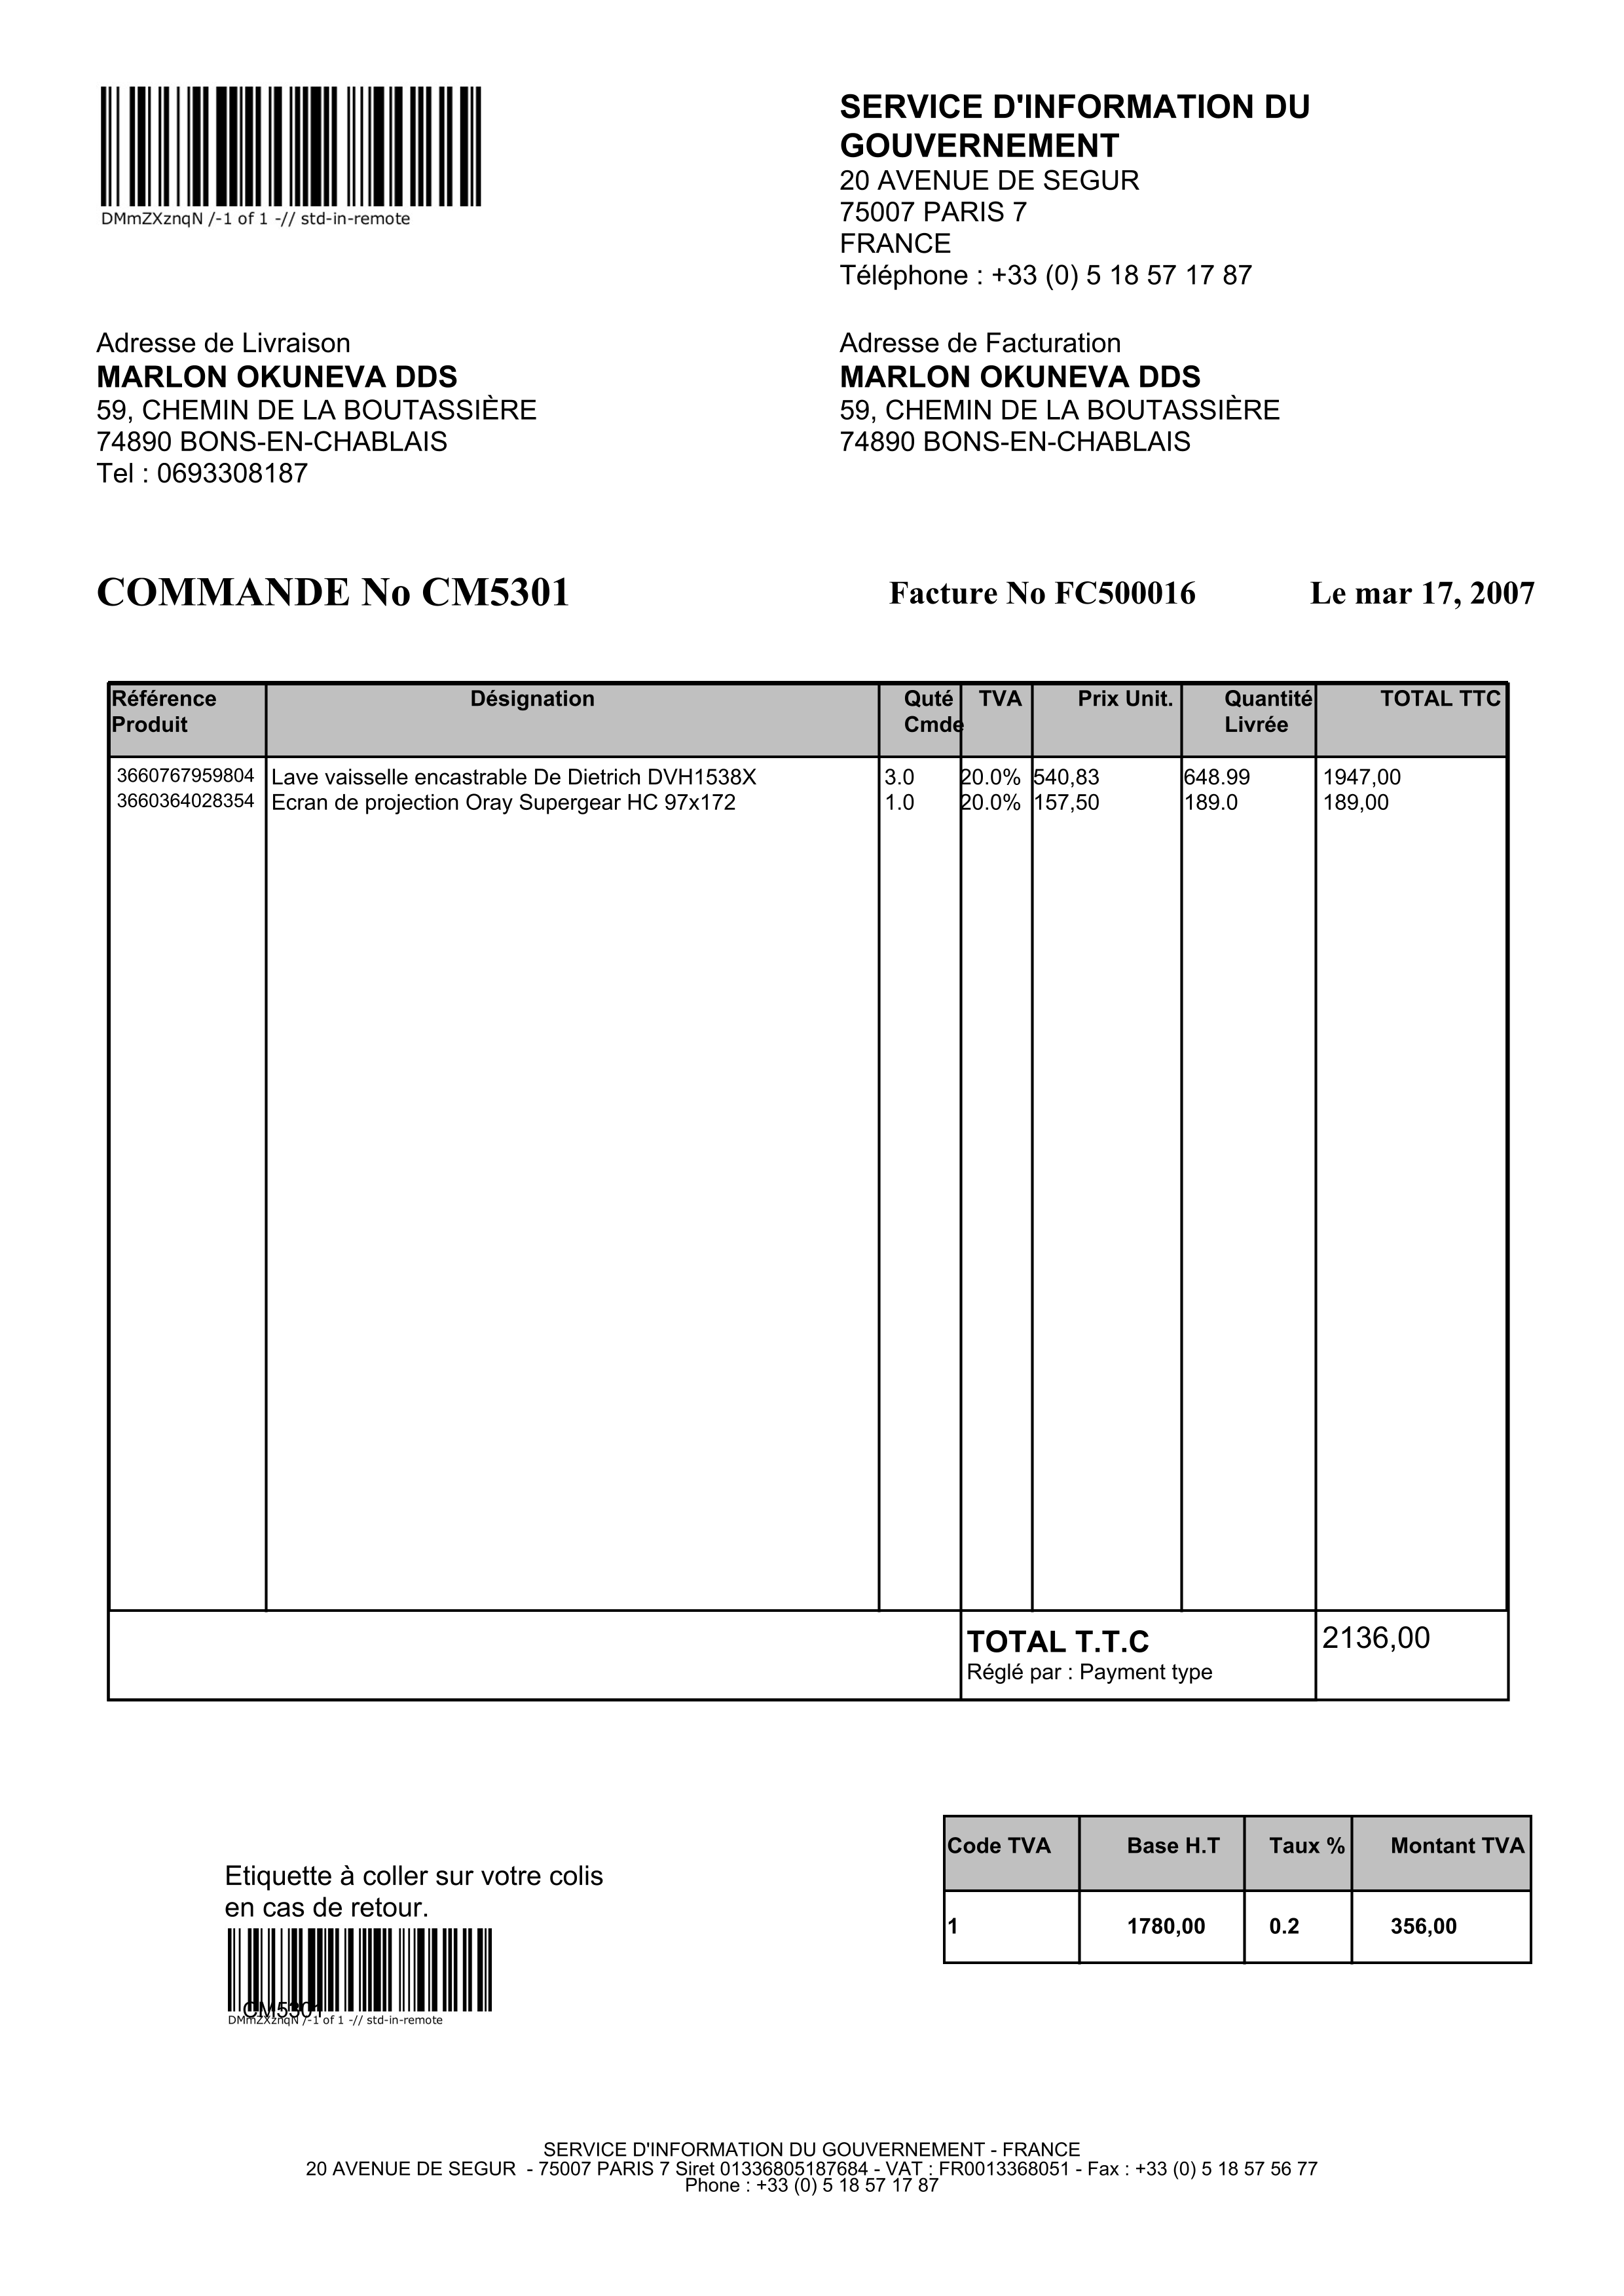 DMmZXznqN /-1 of 1 -// std-in-remote
SERVICE D'INFORMATION DU
GOUVERNEMENT
20 AVENUE DE SEGUR
75007 PARIS 7
FRANCE
Téléphone : +33 (0) 5 18 57 17 87
Adresse de Livraison
MARLON OKUNEVA DDS
59, CHEMIN DE LA BOUTASSIÈRE
74890 BONS-EN-CHABLAIS
Tel : 0693308187
Adresse de Facturation
MARLON OKUNEVA DDS
59, CHEMIN DE LA BOUTASSIÈRE
74890 BONS-EN-CHABLAIS
COMMANDE No CM5301 Facture No FC500016 Le mar 17, 2007
Référence Produit Désignation Quté Cmde TVA Prix Unit. Quantité Livrée TOTAL TTC
3660767959804 Lave vaisselle encastrable De Dietrich DVH1538X 3.0 20.0% 540,83 648.99 1947,00
3660364028354 Ecran de projection Oray Supergear HC 97x172 1.0 20.0% 157,50 189.0 189,00
TOTAL T.T.C 2136,00
Réglé par : Payment type
Code TVA Base H.T Taux % Montant TVA
1 1780,00 0.2 356,00
Etiquette à coller sur votre colis
en cas de retour.
CM5301
DMmZXznqN /-1 of 1 -// std-in-remote
SERVICE D'INFORMATION DU GOUVERNEMENT - FRANCE
20 AVENUE DE SEGUR - 75007 PARIS 7 Siret 01336805187684 - VAT : FR0013368051 - Fax : +33 (0) 5 18 57 56 77
Phone : +33 (0) 5 18 57 17 87